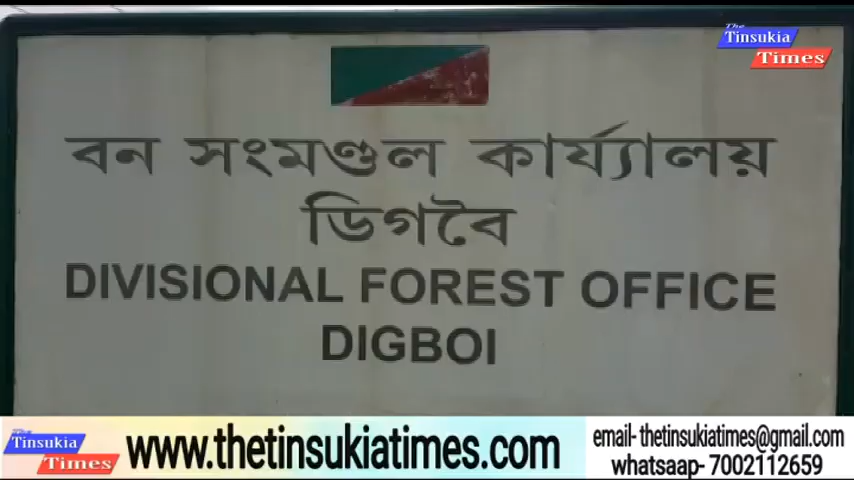 The
Tinsukia
Times
বন সংমণ্ডল কাৰ্য্যালয়
ডিগবৈ
DIVISIONAL FOREST OFFICE
DIGBOI
The
Tinsukia
Times
www.thetinsukiatimes.com
email- thetinsukiatimes@gmail.com
whatsaap- 7002112659